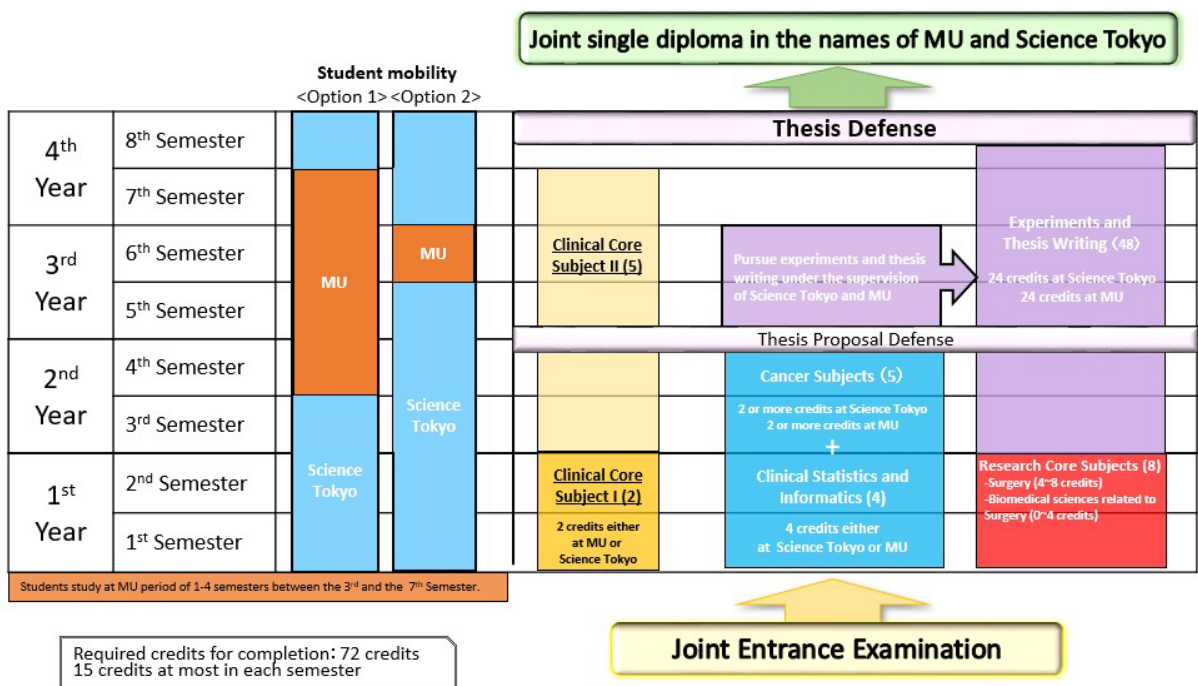 Joint single diploma in the names of MU and Science Tokyo
Student mobility
<Option 1> <Option 2>
4th
Year
8th Semester
7th Semester
3rd
Year
6th Semester
5th Semester
2nd
Year
4th Semester
3rd Semester
1st
Year
2nd Semester
1st Semester
MU
Science
Tokyo
MU
Science
Tokyo
Thesis Defense
Clinical Core
Subject II (5)
Pursue experiments and thesis
writing under the supervision
of Science Tokyo and MU
Experiments and
Thesis Writing (48)
24 credits at Science Tokyo
24 credits at MU
Thesis Proposal Defense
Cancer Subjects (5)
2 or more credits at Science Tokyo
2 or more credits at MU
+
Clinical Statistics and
Informatics (4)
4 credits either
at Science Tokyo or MU
Clinical Core
Subject I (2)
2 credits either
at MU or
Science Tokyo
Research Core Subjects (8)
-Surgery (4~8 credits)
-Biomedical sciences related to
Surgery (0~4 credits)
Students study at MU period of 1-4 semesters between the 3rd and the 7th Semester.
Required credits for completion: 72 credits
15 credits at most in each semester
Joint Entrance Examination